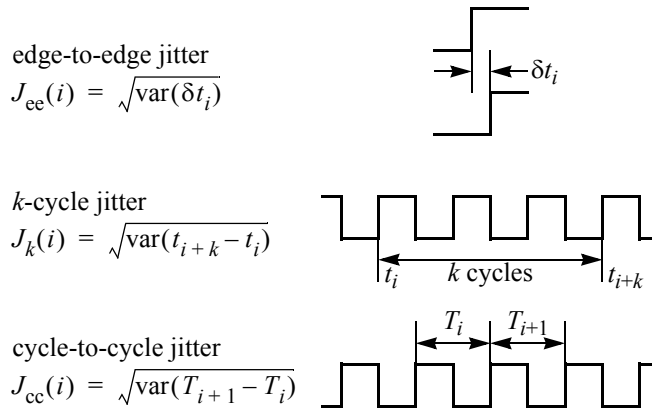 edge-to-edge jitter
J_ee(i) = √var(δt_i)
δt_i
k-cycle jitter
J_k(i) = √var(t_{i+k} – t_i)
t_i
k cycles
t_{i+k}
cycle-to-cycle jitter
J_cc(i) = √var(T_{i+1} – T_i)
T_i
T_{i+1}